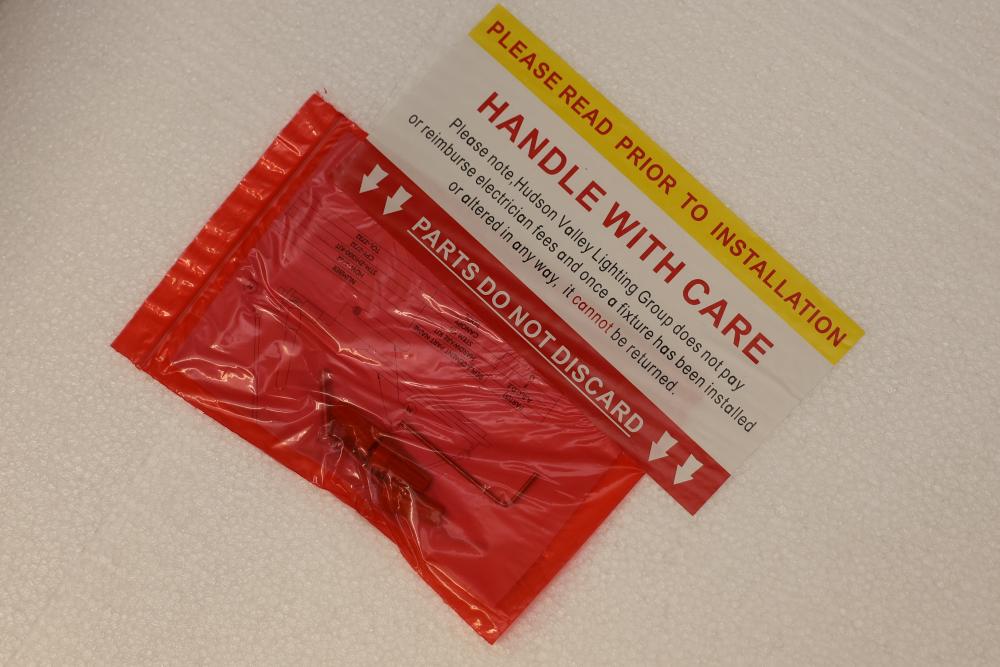 PLEASE READ PRIOR TO INSTALLATION
HANDLE WITH CARE
Please note,Hudson Valley Lighting Group does not pay
or reimburse electrician fees and once a fixture has been installed
or altered in any way, it cannot be returned.
PARTS DO NOT DISCARD